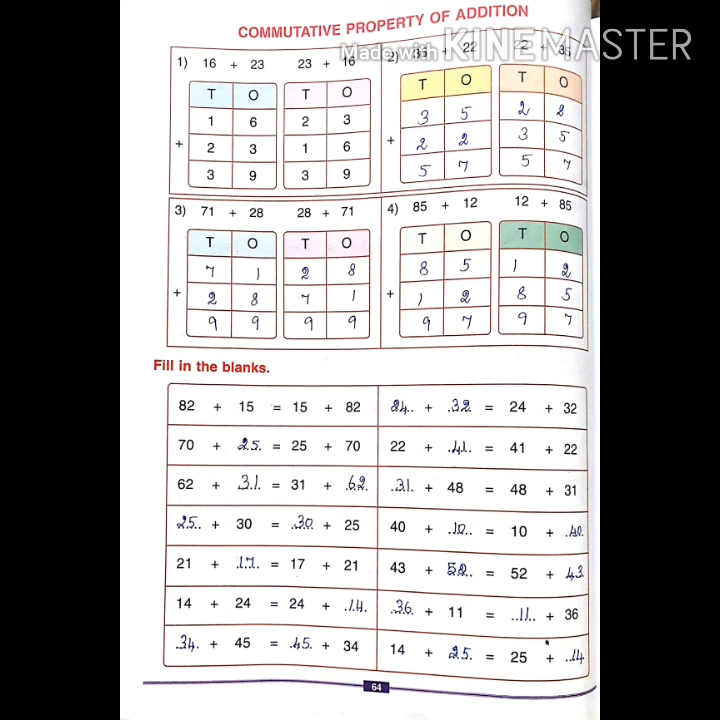 COMMUTATIVE PROPERTY OF ADDITION
Made with KINEMASTER
1) 16 + 23 23 + 16
T O T O
1 6 2 3
+ 2 3 1 6
3 9 3 9
2) 35 + 22 22 + 35
T O T O
3 5 2 2
+ 2 2 3 5
5 7 5 7
3) 71 + 28 28 + 71
T O T O
7 1 2 8
+ 2 8 7 1
9 9 9 9
4) 85 + 12 12 + 85
T O T O
8 5 1 2
+ 1 2 8 5
9 7 9 7
Fill in the blanks.
82 + 15 = 15 + 82 24 + 32 = 24 + 32
70 + 25 = 25 + 70 22 + 41 = 41 + 22
62 + 31 = 31 + 62 31 + 48 = 48 + 31
25 + 30 = 30 + 25 40 + 10 = 10 + 40
21 + 17 = 17 + 21 43 + 52 = 52 + 43
14 + 24 = 24 + 14 36 + 11 = 11 + 36
34 + 45 = 45 + 34 14 + 25 = 25 + 14
64